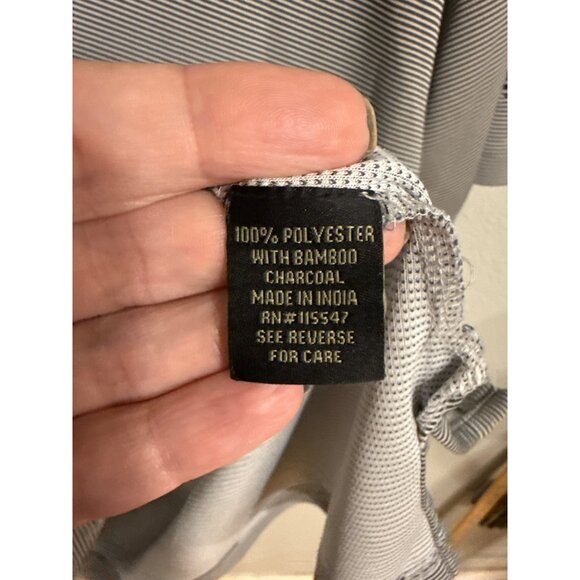 100% POLYESTER
WITH BAMBOO
CHARCOAL
MADE IN INDIA
RN#115547
SEE REVERSE
FOR CARE